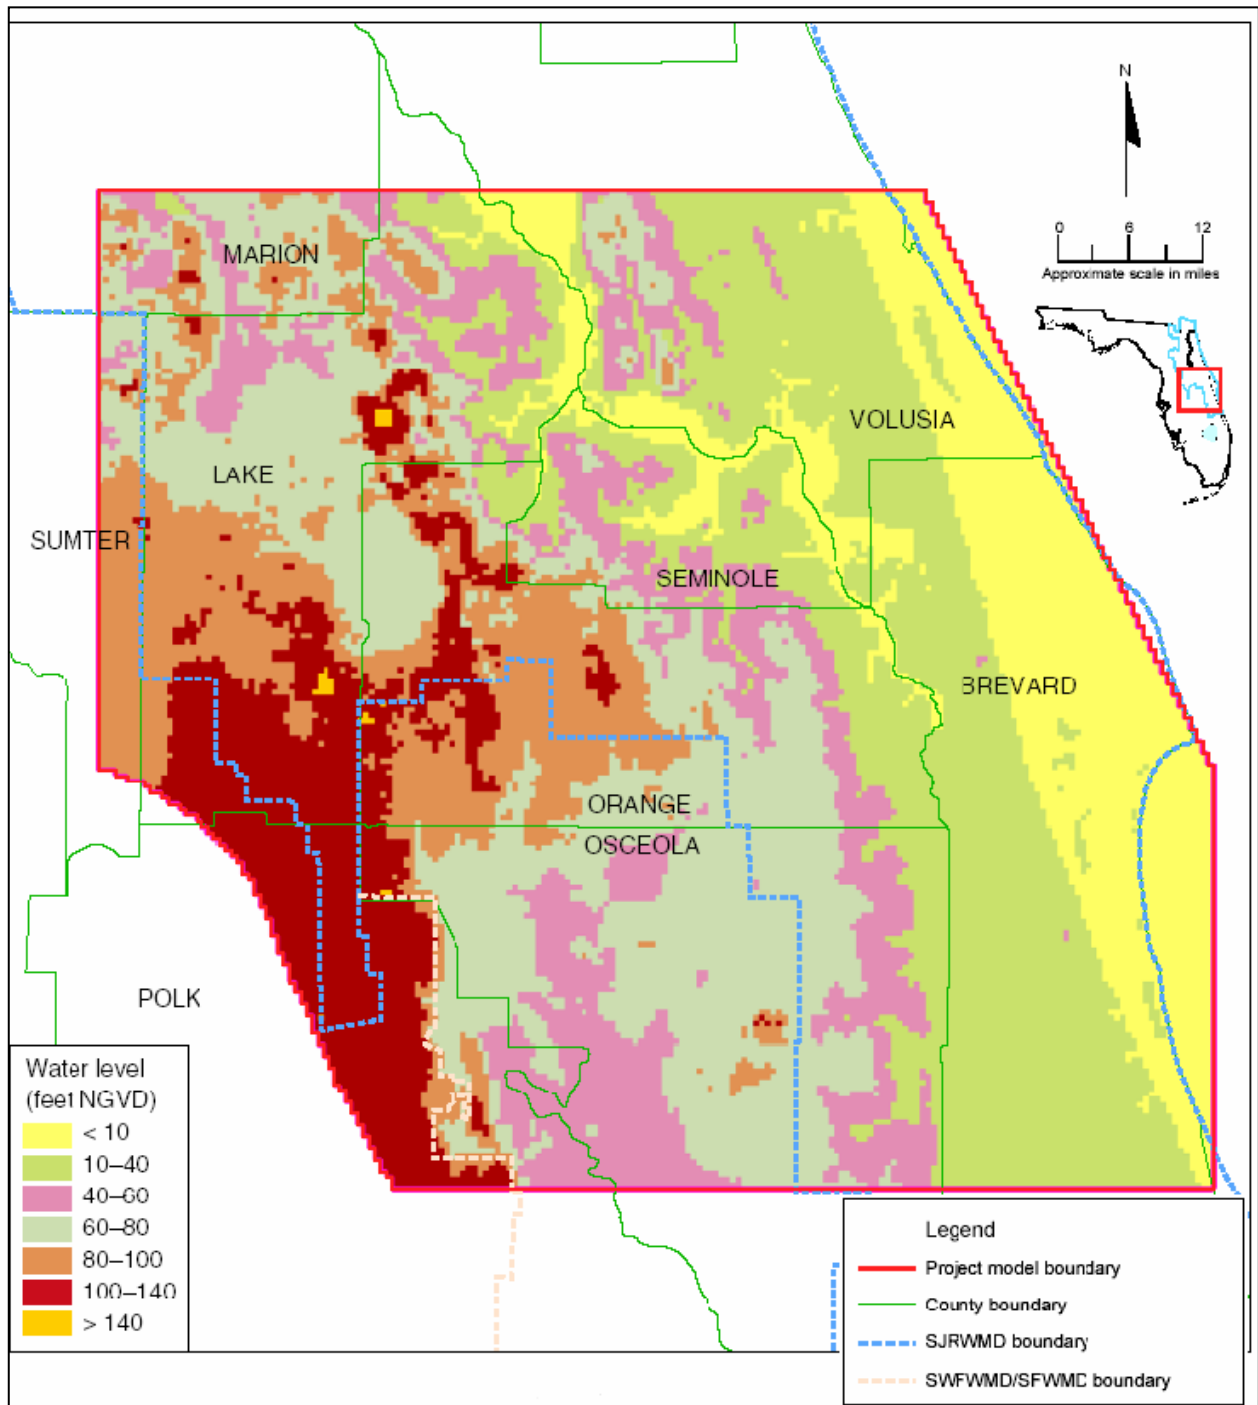 N
0 6 12
Approximate scale in miles
MARION
VOLUSIA
LAKE
SUMTER
SEMINOLE
BREVARD
ORANGE
OSCEOLA
POLK
Water level
(feet NGVD)
< 10
10–40
40–60
60–80
80–100
100–140
> 140
Legend
Project model boundary
County boundary
SJRWMD boundary
SWFWMD/SFWMD boundary